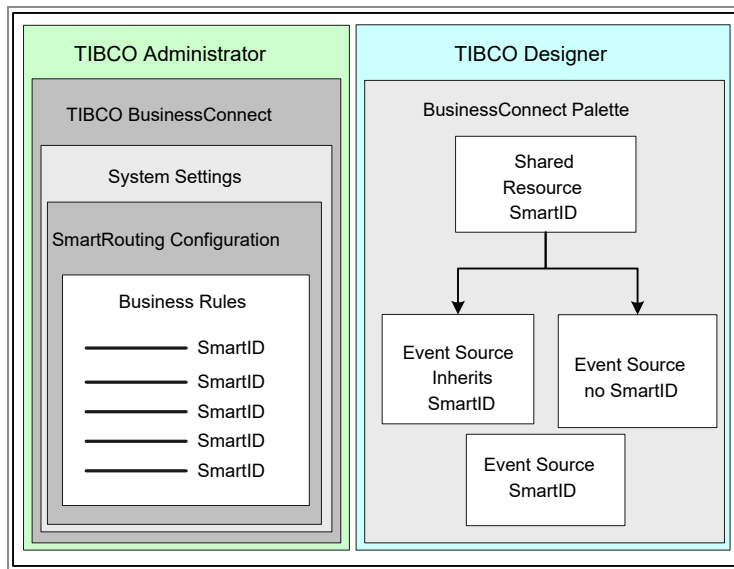 TIBCO Administrator
TIBCO BusinessConnect
System Settings
SmartRouting Configuration
Business Rules
SmartID
SmartID
SmartID
SmartID
SmartID
TIBCO Designer
BusinessConnect Palette
Shared
Resource
SmartID
Event Source
Inherits
SmartID
Event Source
no SmartID
Event Source
SmartID